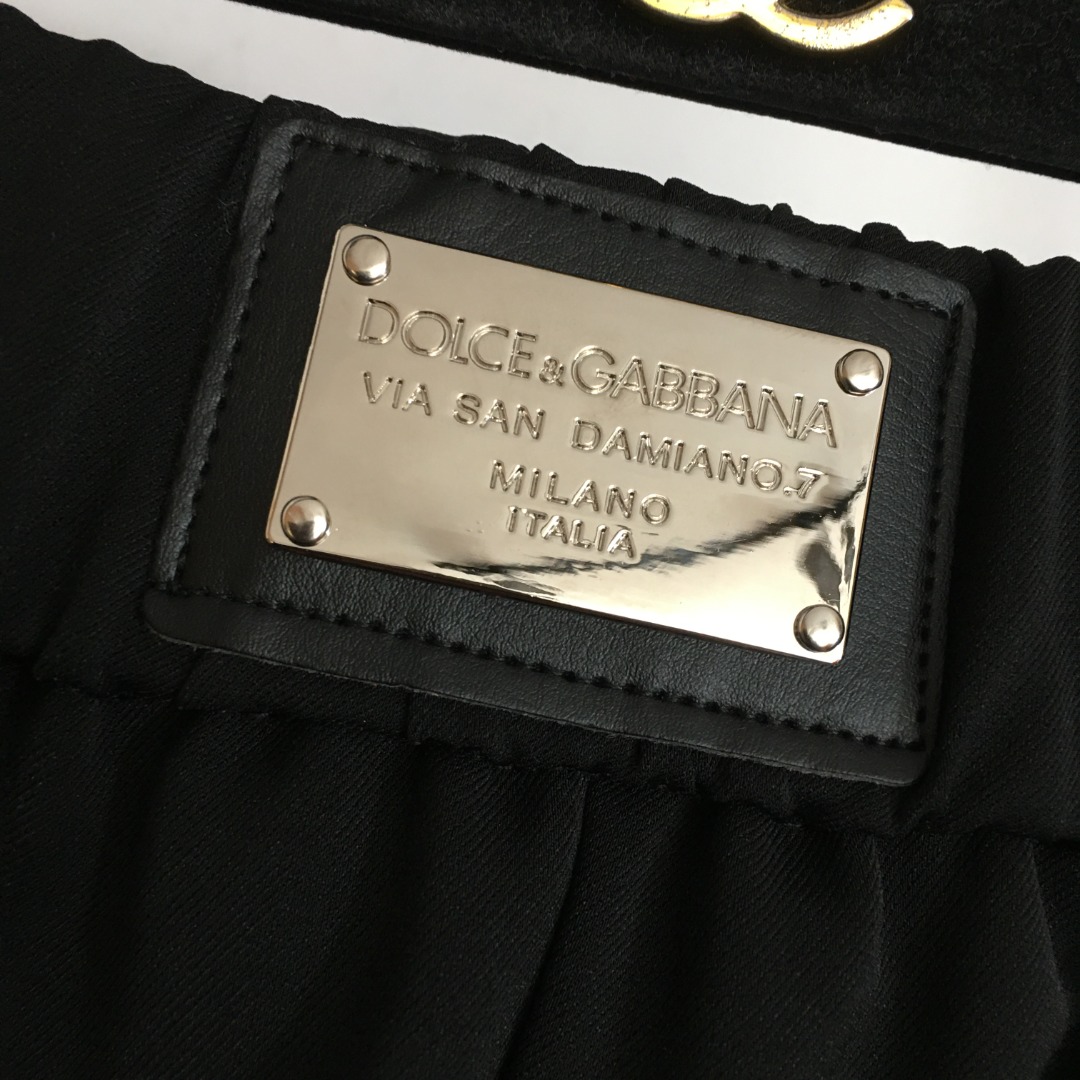 DOLCE&GABBANA
VIA SAN DAMIANO.7
MILANO
ITALIA